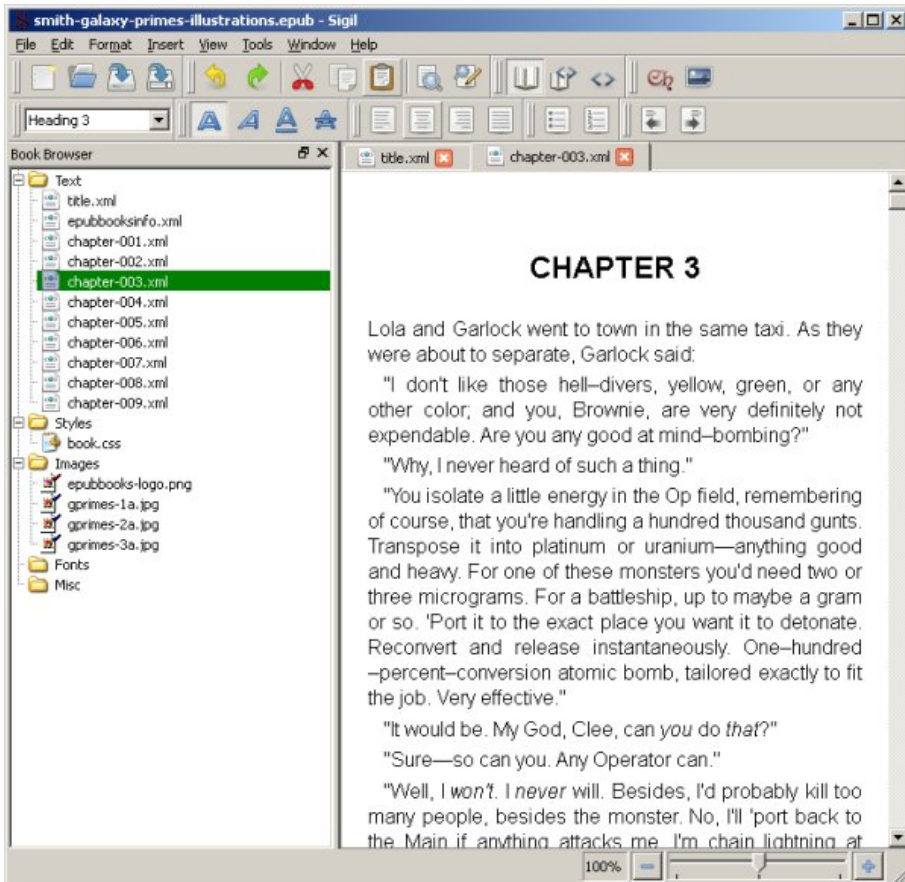 smith-galaxy-primes-illustrations.epub - Sigil
File Edit Format Insert View Tools Window Help
Heading 3
Book Browser
title.xml
chapter-003.xml
Text
title.xml
epubbooksinfo.xml
chapter-001.xml
chapter-002.xml
chapter-003.xml
chapter-004.xml
chapter-005.xml
chapter-006.xml
chapter-007.xml
chapter-008.xml
chapter-009.xml
Styles
book.css
Images
epubbooks-logo.png
gprimes-1a.jpg
gprimes-2a.jpg
gprimes-3a.jpg
Fonts
Misc
CHAPTER 3
Lola and Garlock went to town in the same taxi. As they
were about to separate, Garlock said:
"I don't like those hell–divers, yellow, green, or any
other color; and you, Brownie, are very definitely not
expendable. Are you any good at mind–bombing?"
"Why, I never heard of such a thing."
"You isolate a little energy in the Op field, remembering
of course, that you're handling a hundred thousand gunts.
Transpose it into platinum or uranium—anything good
and heavy. For one of these monsters you'd need two or
three micrograms. For a battleship, up to maybe a gram
or so. 'Port it to the exact place you want it to detonate.
Reconvert and release instantaneously. One–hundred
–percent–conversion atomic bomb, tailored exactly to fit
the job. Very effective."
"It would be. My God, Clee, can you do that?"
"Sure—so can you. Any Operator can."
"Well, I won't. I never will. Besides, I'd probably kill too
many people, besides the monster. No, I'll 'port back to
the Main if anything attacks me. I'm chain lightning at
100%